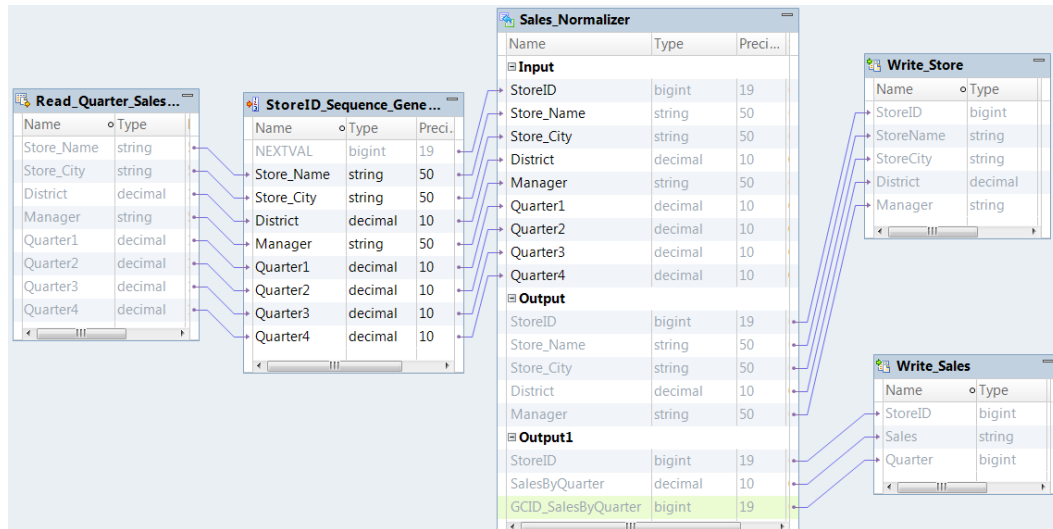 Read_Quarter_Sales...
Name Type
Store_Name string
Store_City string
District decimal
Manager string
Quarter1 decimal
Quarter2 decimal
Quarter3 decimal
Quarter4 decimal
StoreID_Sequence_Gene...
Name Type Preci.
NEXTVAL bigint 19
Store_Name string 50
Store_City string 50
District decimal 10
Manager string 50
Quarter1 decimal 10
Quarter2 decimal 10
Quarter3 decimal 10
Quarter4 decimal 10
Sales_Normalizer
Name Type Preci...
Input
StoreID bigint 19
Store_Name string 50
Store_City string 50
District decimal 10
Manager string 50
Quarter1 decimal 10
Quarter2 decimal 10
Quarter3 decimal 10
Quarter4 decimal 10
Output
StoreID bigint 19
Store_Name string 50
Store_City string 50
District decimal 10
Manager string 50
Output1
StoreID bigint 19
SalesByQuarter decimal 10
GCID_SalesByQuarter bigint 19
Write_Store
Name Type
StoreID bigint
StoreName string
StoreCity string
District decimal
Manager string
Write_Sales
Name Type
StoreID bigint
Sales string
Quarter bigint